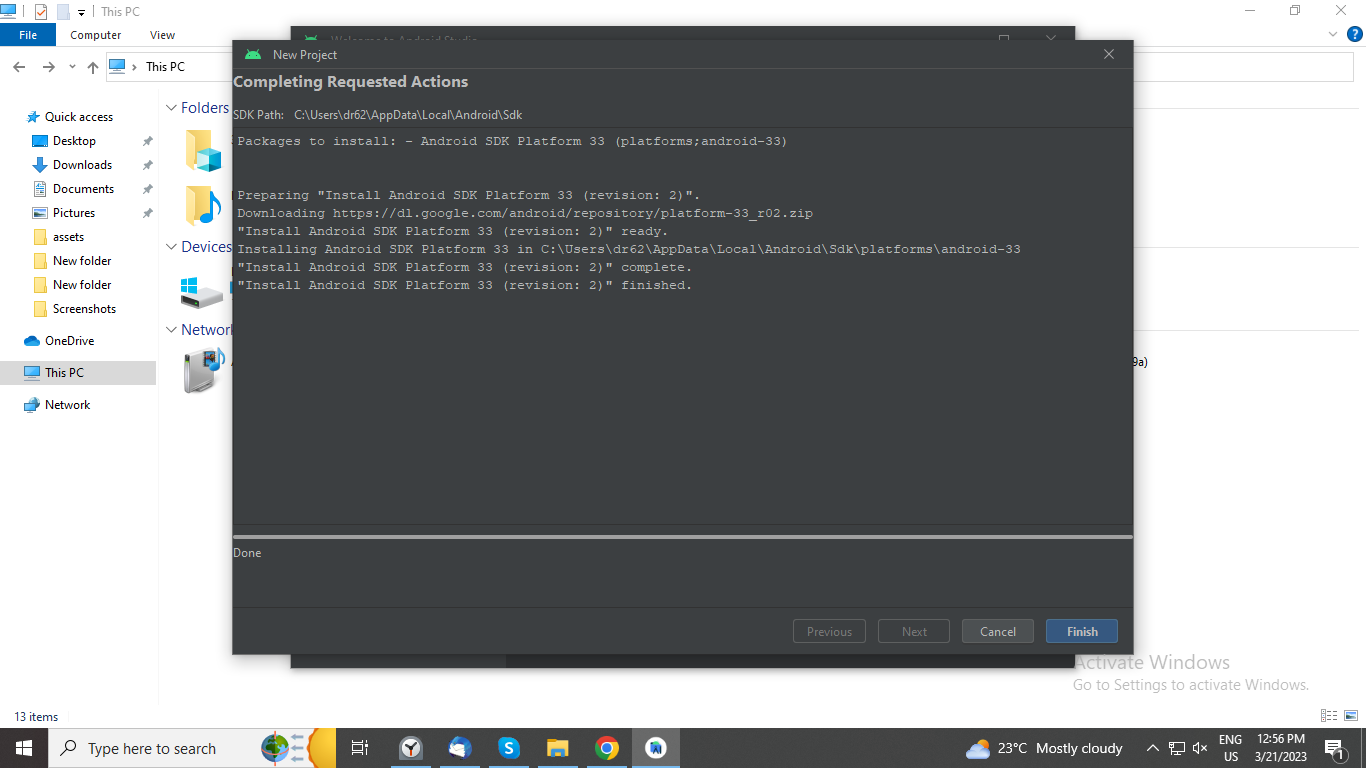 This PC
File
Computer
View
This PC
Quick access
Desktop
Downloads
Documents
Pictures
assets
New folder
New folder
Screenshots
OneDrive
This PC
Network
Folders
Devices
Networ
Welcome to Android Studio
New Project
Completing Requested Actions
SDK Path: C:\Users\dr62\AppData\Local\Android\Sdk
Packages to install: - Android SDK Platform 33 (platforms;android-33)
Preparing "Install Android SDK Platform 33 (revision: 2)".
Downloading https://dl.google.com/android/repository/platform-33_r02.zip
"Install Android SDK Platform 33 (revision: 2)" ready.
Installing Android SDK Platform 33 in C:\Users\dr62\AppData\Local\Android\Sdk\platforms\android-33
"Install Android SDK Platform 33 (revision: 2)" complete.
"Install Android SDK Platform 33 (revision: 2)" finished.
9a)
Done
Previous
Next
Cancel
Finish
Activate Windows
Go to Settings to activate Windows.
13 items
Type here to search
23°C Mostly cloudy
ENG
US
12:56 PM
3/21/2023
1